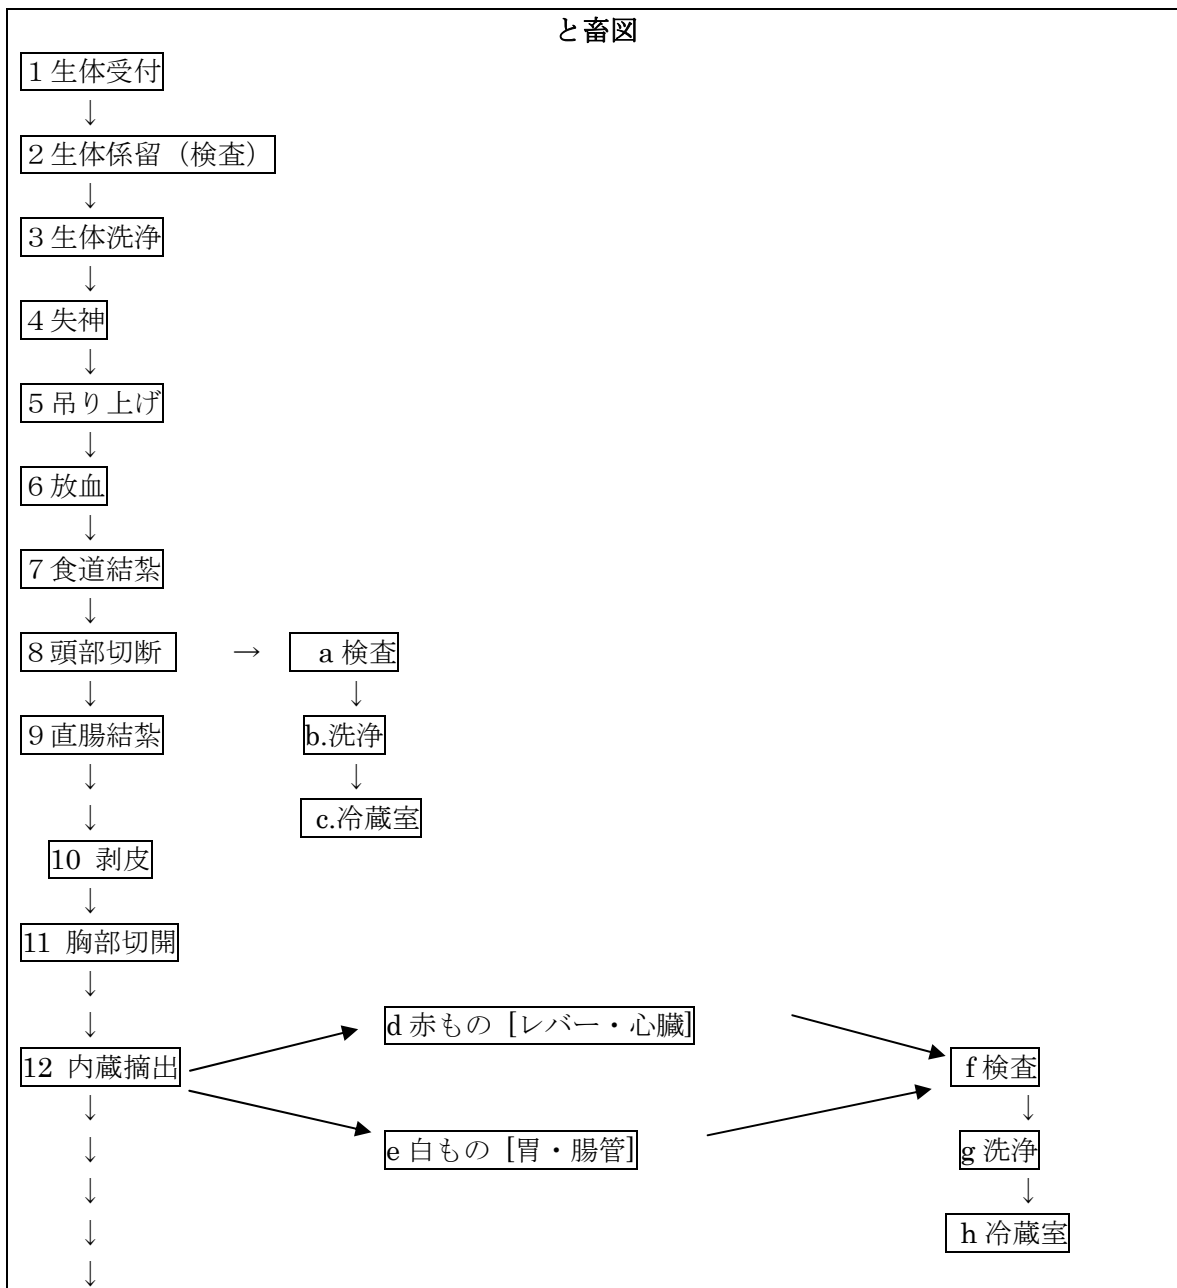 と畜図
1生体受付
↓
2生体係留（検査）
↓
3生体洗浄
↓
4失神
↓
5吊り上げ
↓
6放血
↓
7食道結紮
↓
8頭部切断 → a 検査
↓ ↓
9直腸結紮 b.洗浄
↓ ↓
↓ c.冷蔵室
10 剥皮
↓
11 胸部切開
↓
↓ d 赤もの [レバー・心臓]
12 内蔵摘出 f 検査
↓ ↓
↓ e 白もの [胃・腸管] g 洗浄
↓ ↓
↓ h 冷蔵室
↓